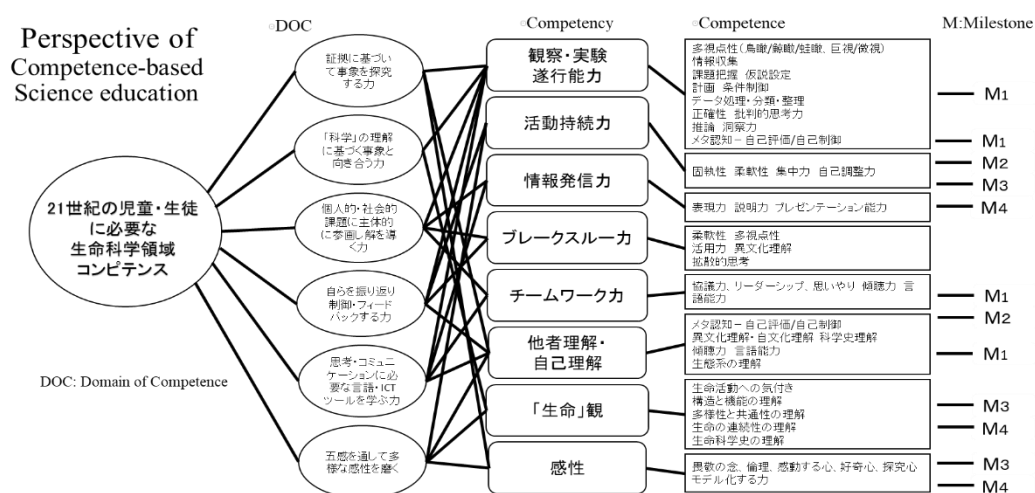 Perspective of
Competence-based
Science education
DOC
Competency
Competence
M:Milestone
21世紀の児童・生徒
に必要な
生命科学領域
コンピテンス
DOC: Domain of Competence
証拠に基づい
て事象を探究
する力
「科学」の理解
に基づく事象と
向き合う力
個人的・社会的
課題に主体的
に参画し解を導
く力
自らを振り返り
制御・フィード
バックする力
思考・コミュニ
ケーションに必
要な言語・ICT
ツールを学ぶ力
五感を通して多
様な感性を磨く
観察・実験
遂行能力
活動持続力
情報発信力
ブレークスルー力
チームワーク力
他者理解・
自己理解
「生命」観
感性
多視点性(鳥瞰/鯨瞰/蛙瞰、巨視/微視)
情報収集
課題把握 仮説設定
計画 条件制御
データ処理・分類・整理
正確性 批判的思考力
推論 洞察力
メタ認知－自己評価/自己制御
固執性 柔軟性 集中力 自己調整力
表現力 説明力 プレゼンテーション能力
柔軟性 多視点性
活用力 異文化理解
拡散的思考
協議力、リーダーシップ、思いやり 傾聴力 言
語能力
メタ認知－自己評価/自己制御
異文化理解・自文化理解 科学史理解
傾聴力 言語能力
生態系の理解
生命活動への気付き
構造と機能の理解
多様性と共通性の理解
生命の連続性の理解
生命科学史の理解
畏敬の念、倫理、感動する心、好奇心、探究心
モデル化する力
M1
M1
M2
M3
M4
M1
M2
M1
M3
M4
M3
M4